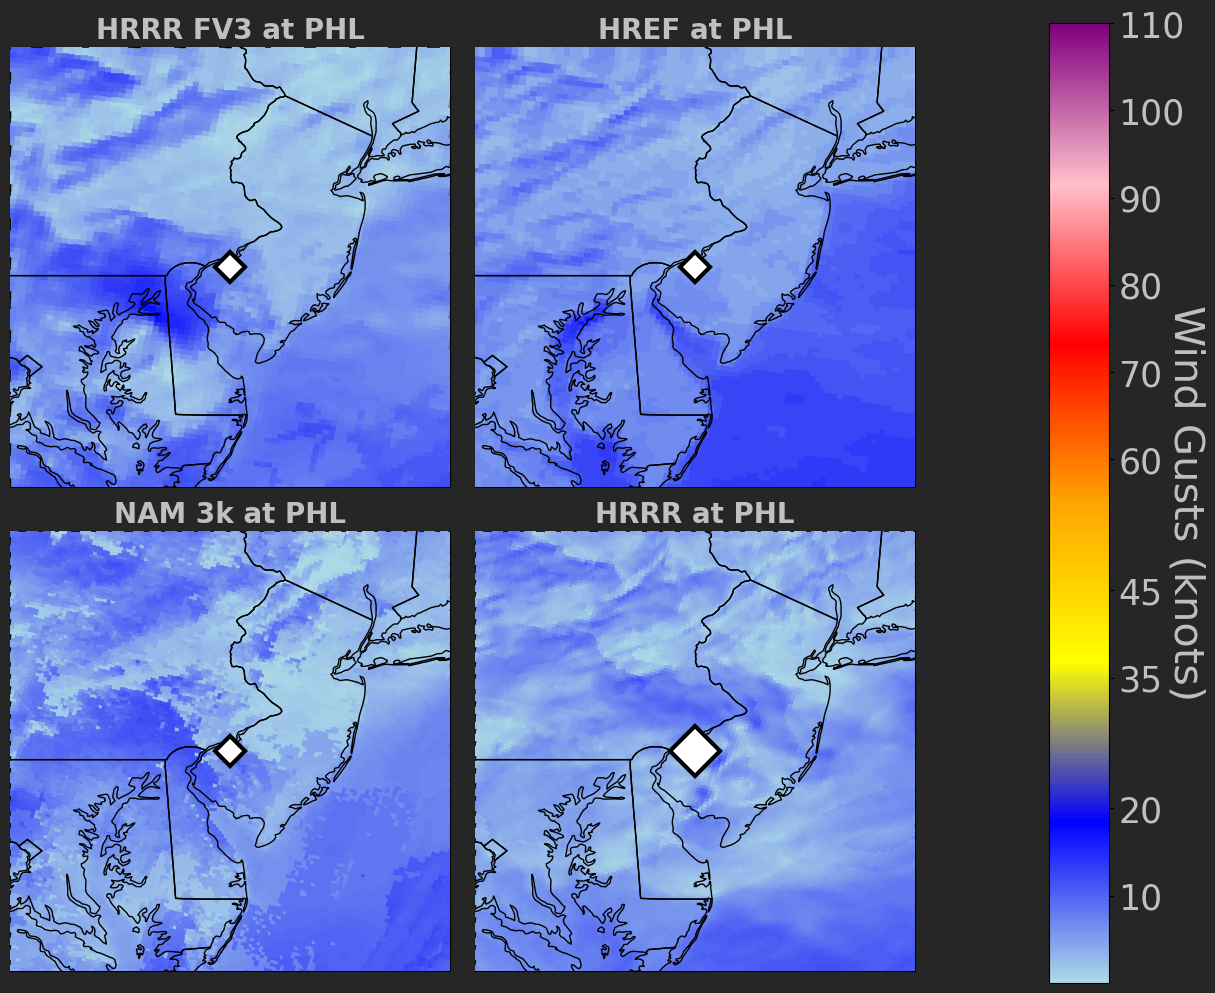 HRRR FV3 at PHL
HREF at PHL
NAM 3k at PHL
HRRR at PHL
110
100
90
80
70
60
45
35
20
10
Wind Gusts (knots)